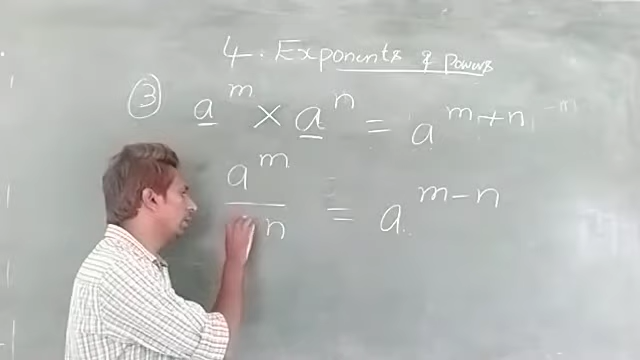 4. Exponents & Powers
③ a^m × a^n = a^(m+n)
a^m / n = a^(m-n)